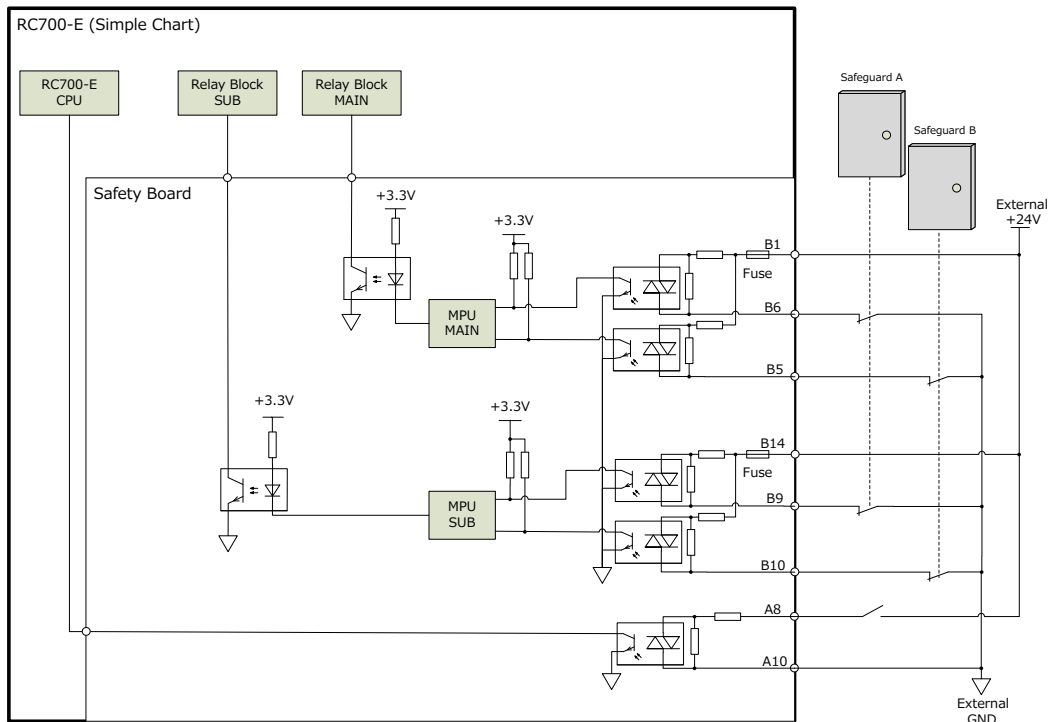 RC700-E (Simple Chart)
RC700-E
CPU
Relay Block
SUB
Relay Block
MAIN
Safeguard A
Safeguard B
Safety Board
+3.3V
+3.3V
External
+24V
B1
Fuse
MPU
MAIN
B6
B5
+3.3V
+3.3V
B14
Fuse
MPU
SUB
B9
B10
A8
A10
External
GND